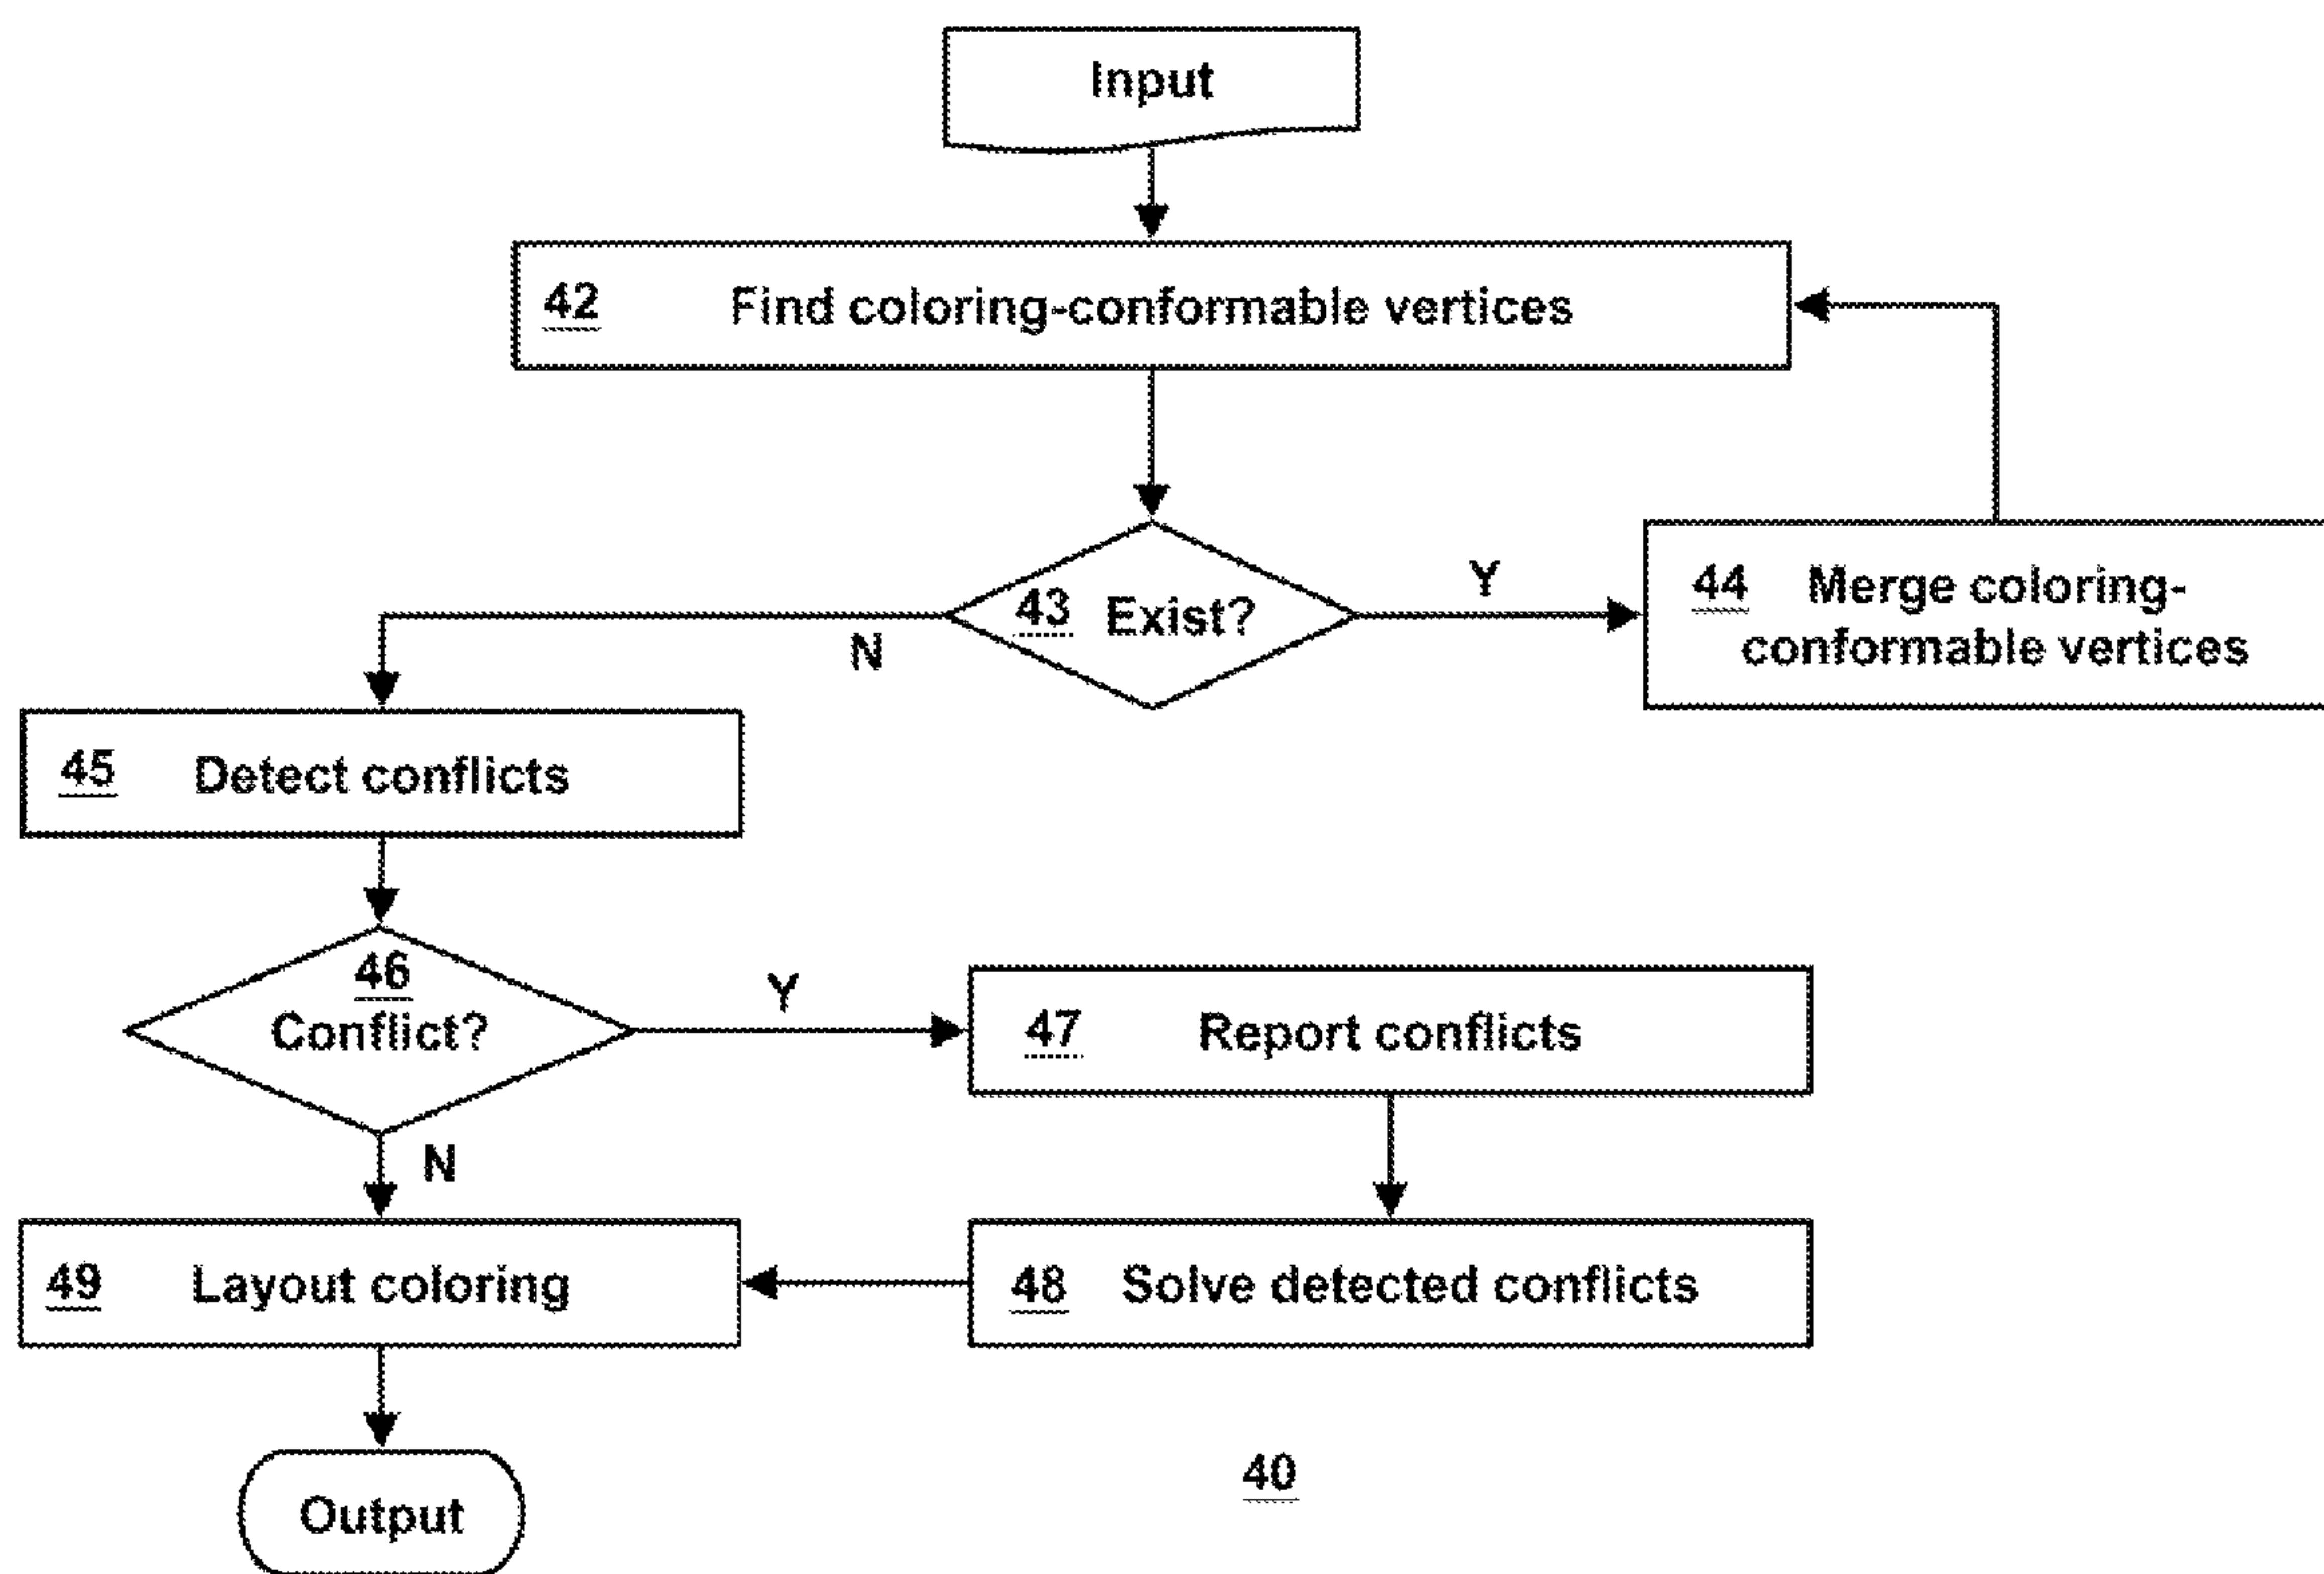 Input
42 Find coloring-conformable vertices
43 Exist?
Y
44 Merge coloring-
conformable vertices
N
45 Detect conflicts
46
Conflict?
Y
47 Report conflicts
N
49 Layout coloring
48 Solve detected conflicts
Output
40